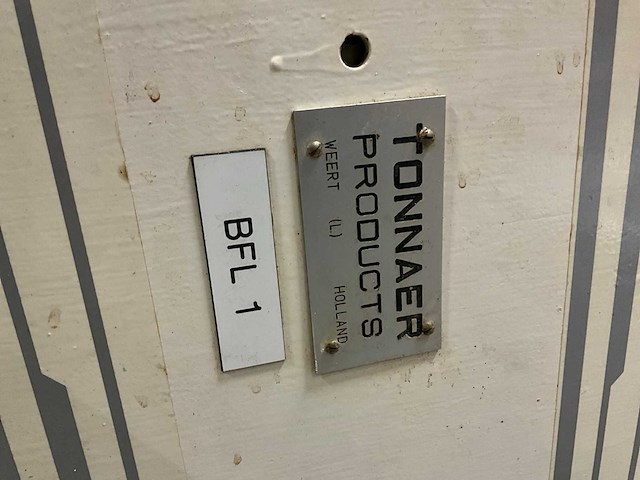 TONNAER
PRODUCTS
WEERT (L) HOLLAND
BFL 1